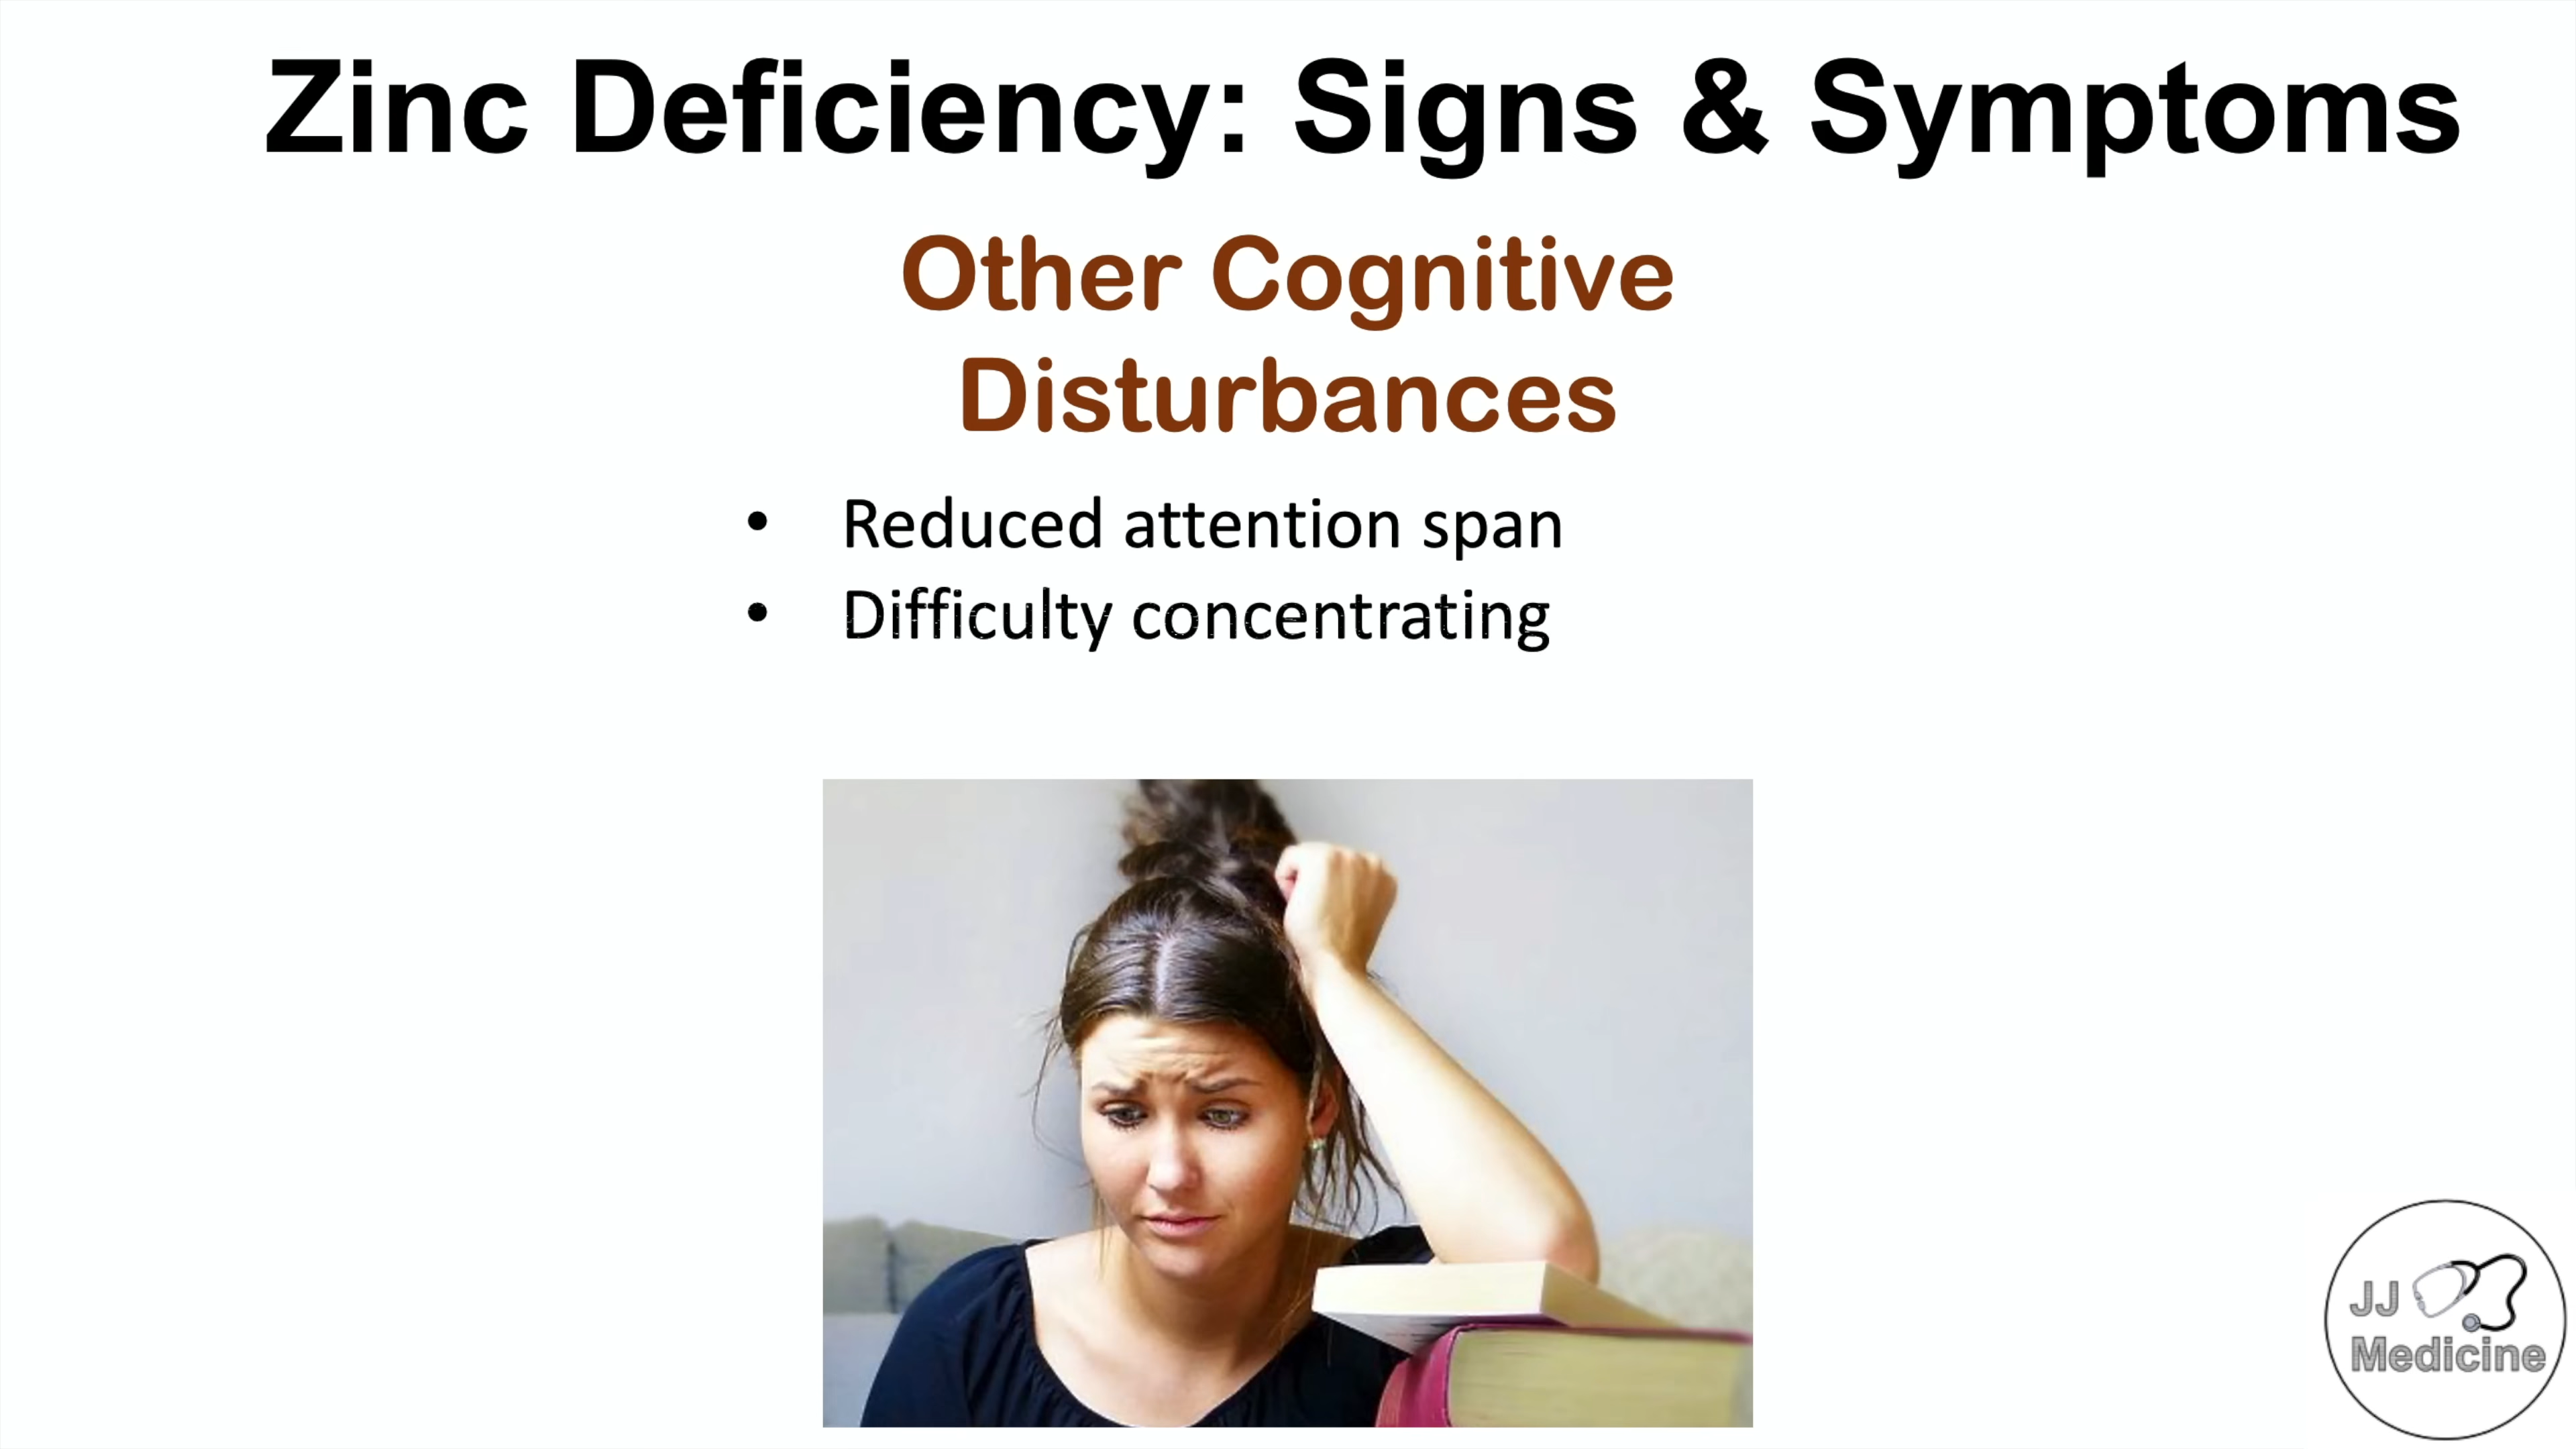 Zinc Deficiency: Signs & Symptoms
Other Cognitive
Disturbances
• Reduced attention span
• Difficulty concentrating
JJ
Medicine